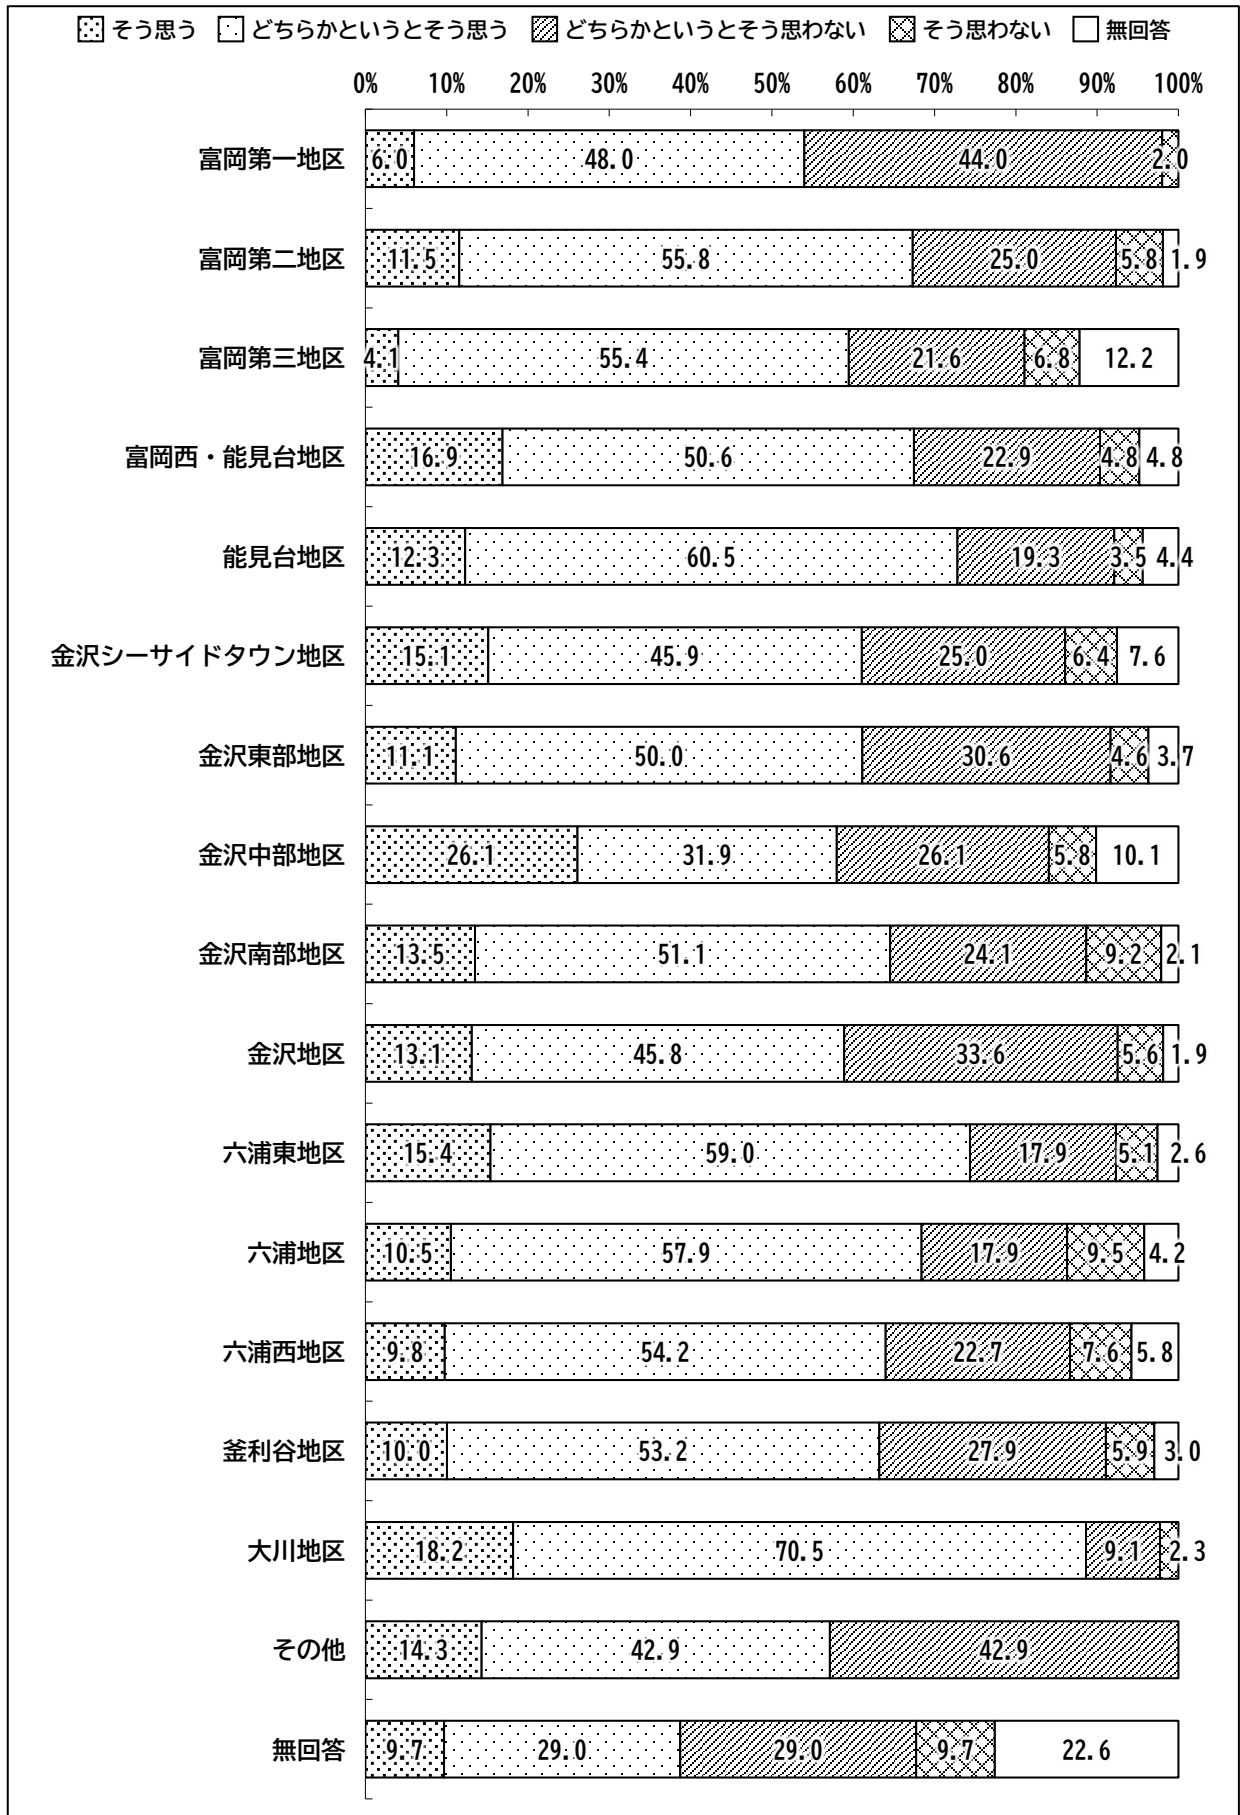 そう思う どちらかというとそう思う どちらかというとそう思わない そう思わない 無回答
0% 10% 20% 30% 40% 50% 60% 70% 80% 90% 100%
富岡第一地区 6.0 48.0 44.0 2.0
富岡第二地区 11.5 55.8 25.0 5.8 1.9
富岡第三地区 4.1 55.4 21.6 6.8 12.2
富岡西・能見台地区 16.9 50.6 22.9 4.8 4.8
能見台地区 12.3 60.5 19.3 3.5 4.4
金沢シーサイドタウン地区 15.1 45.9 25.0 6.4 7.6
金沢東部地区 11.1 50.0 30.6 4.6 3.7
金沢中部地区 26.1 31.9 26.1 5.8 10.1
金沢南部地区 13.5 51.1 24.1 9.2 2.1
金沢地区 13.1 45.8 33.6 5.6 1.9
六浦東地区 15.4 59.0 17.9 5.1 2.6
六浦地区 10.5 57.9 17.9 9.5 4.2
六浦西地区 9.8 54.2 22.7 7.6 5.8
釜利谷地区 10.0 53.2 27.9 5.9 3.0
大川地区 18.2 70.5 9.1 2.3
その他 14.3 42.9 42.9
無回答 9.7 29.0 29.0 9.7 22.6